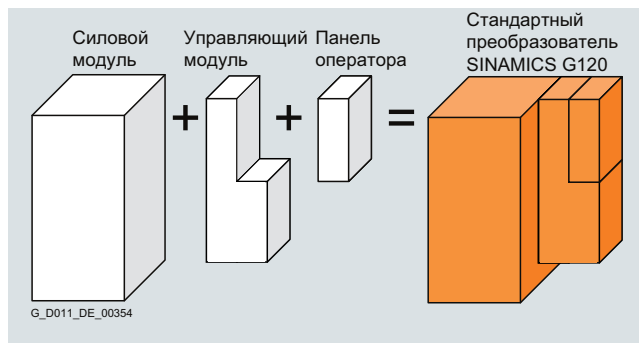 Силовой
модуль
Управляющий
модуль
Панель
оператора
Стандартный
преобразователь
SINAMICS G120
+
+
=
G_D011_DE_00354